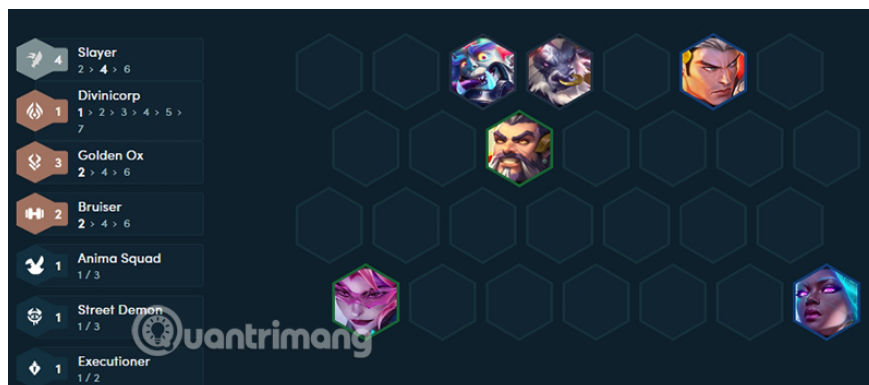 4 Slayer
2 > 4 > 6
1 Divinicorp
1 > 2 > 3 > 4 > 5 >
7
3 Golden Ox
2 > 4 > 6
2 Bruiser
2 > 4 > 6
1 Anima Squad
1 / 3
1 Street Demon
1 / 3
1 Executioner
1 / 2
Quantrimang